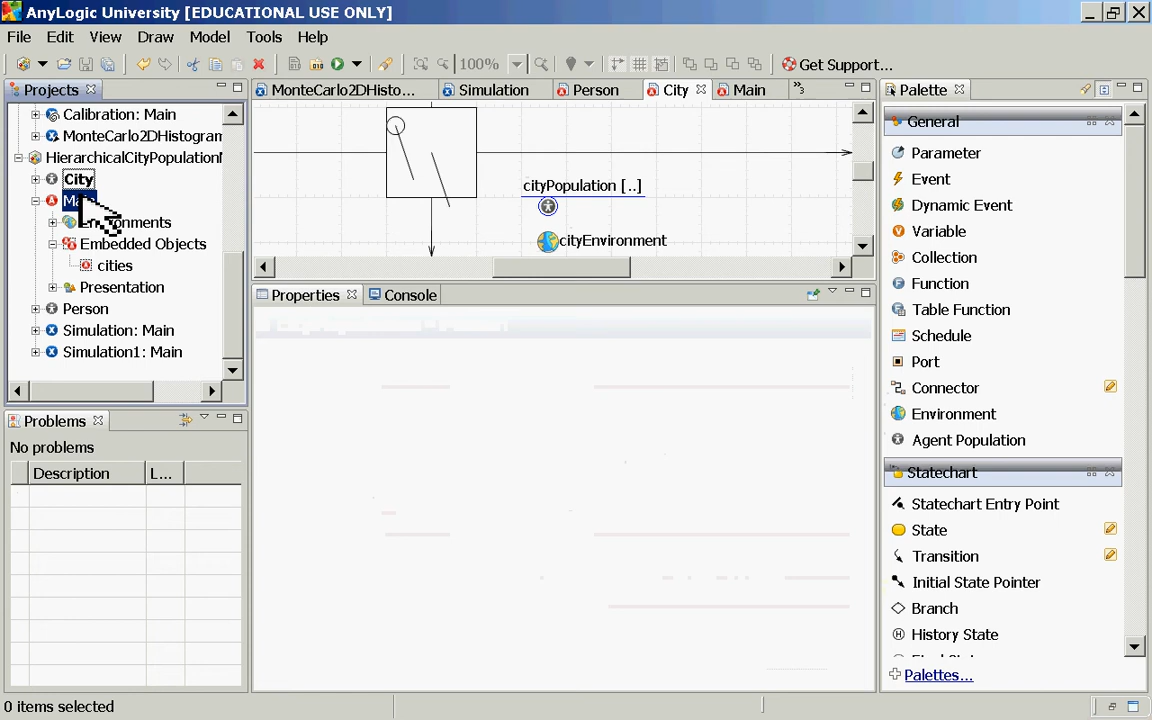 AnyLogic University [EDUCATIONAL USE ONLY]
File Edit View Draw Model Tools Help
100%
Get Support...
Projects
Calibration: Main
MonteCarlo2DHistogram
HierarchicalCityPopulation
City
Environments
Embedded Objects
cities
Presentation
Person
Simulation: Main
Simulation1: Main
Problems
No problems
Description L...
0 items selected
MonteCarlo2DHisto... Simulation Person City Main »3
cityPopulation [..]
cityEnvironment
Properties Console
Palette
General
Parameter
Event
Dynamic Event
Variable
Collection
Function
Table Function
Schedule
Port
Connector
Environment
Agent Population
Statechart
Statechart Entry Point
State
Transition
Initial State Pointer
Branch
History State
Palettes...